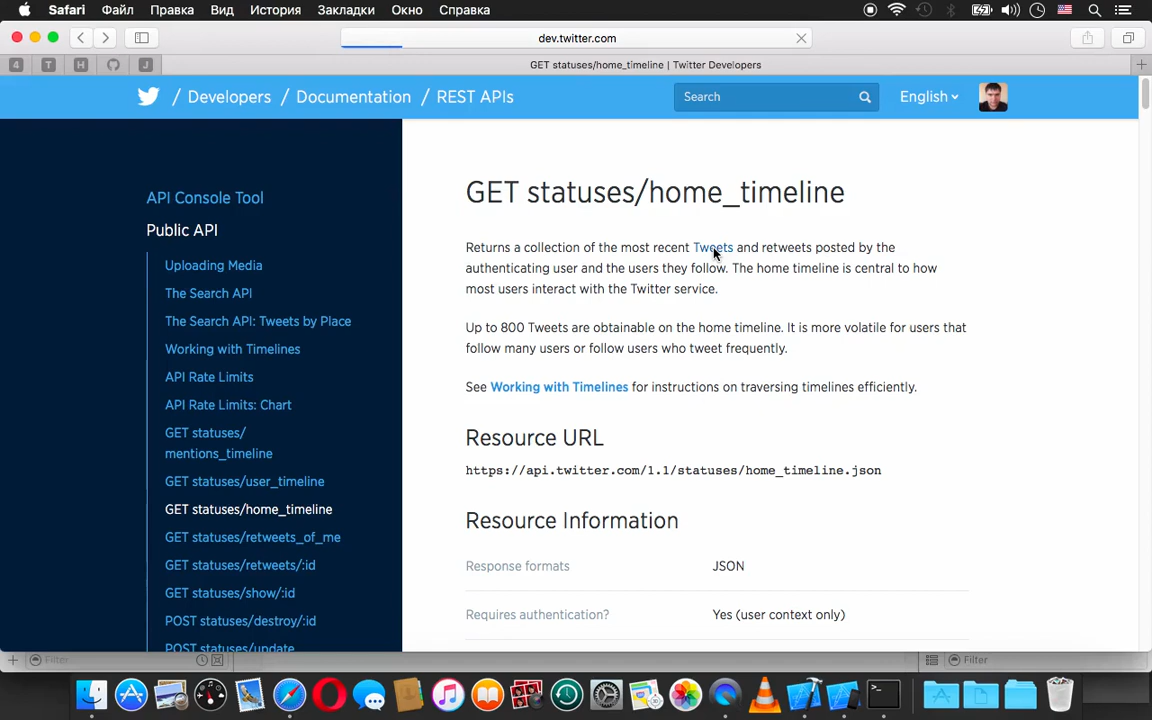 Safari Файл Правка Вид История Закладки Окно Справка
dev.twitter.com
4 T H J
GET statuses/home_timeline | Twitter Developers
/ Developers / Documentation / REST APIs
Search
English
API Console Tool
Public API
Uploading Media
The Search API
The Search API: Tweets by Place
Working with Timelines
API Rate Limits
API Rate Limits: Chart
GET statuses/
mentions_timeline
GET statuses/user_timeline
GET statuses/home_timeline
GET statuses/retweets_of_me
GET statuses/retweets/:id
GET statuses/show/:id
POST statuses/destroy/:id
POST statuses/update
GET statuses/home_timeline
Returns a collection of the most recent Tweets and retweets posted by the
authenticating user and the users they follow. The home timeline is central to how
most users interact with the Twitter service.
Up to 800 Tweets are obtainable on the home timeline. It is more volatile for users that
follow many users or follow users who tweet frequently.
See Working with Timelines for instructions on traversing timelines efficiently.
Resource URL
https://api.twitter.com/1.1/statuses/home_timeline.json
Resource Information
Response formats JSON
Requires authentication? Yes (user context only)
Filter
Filter